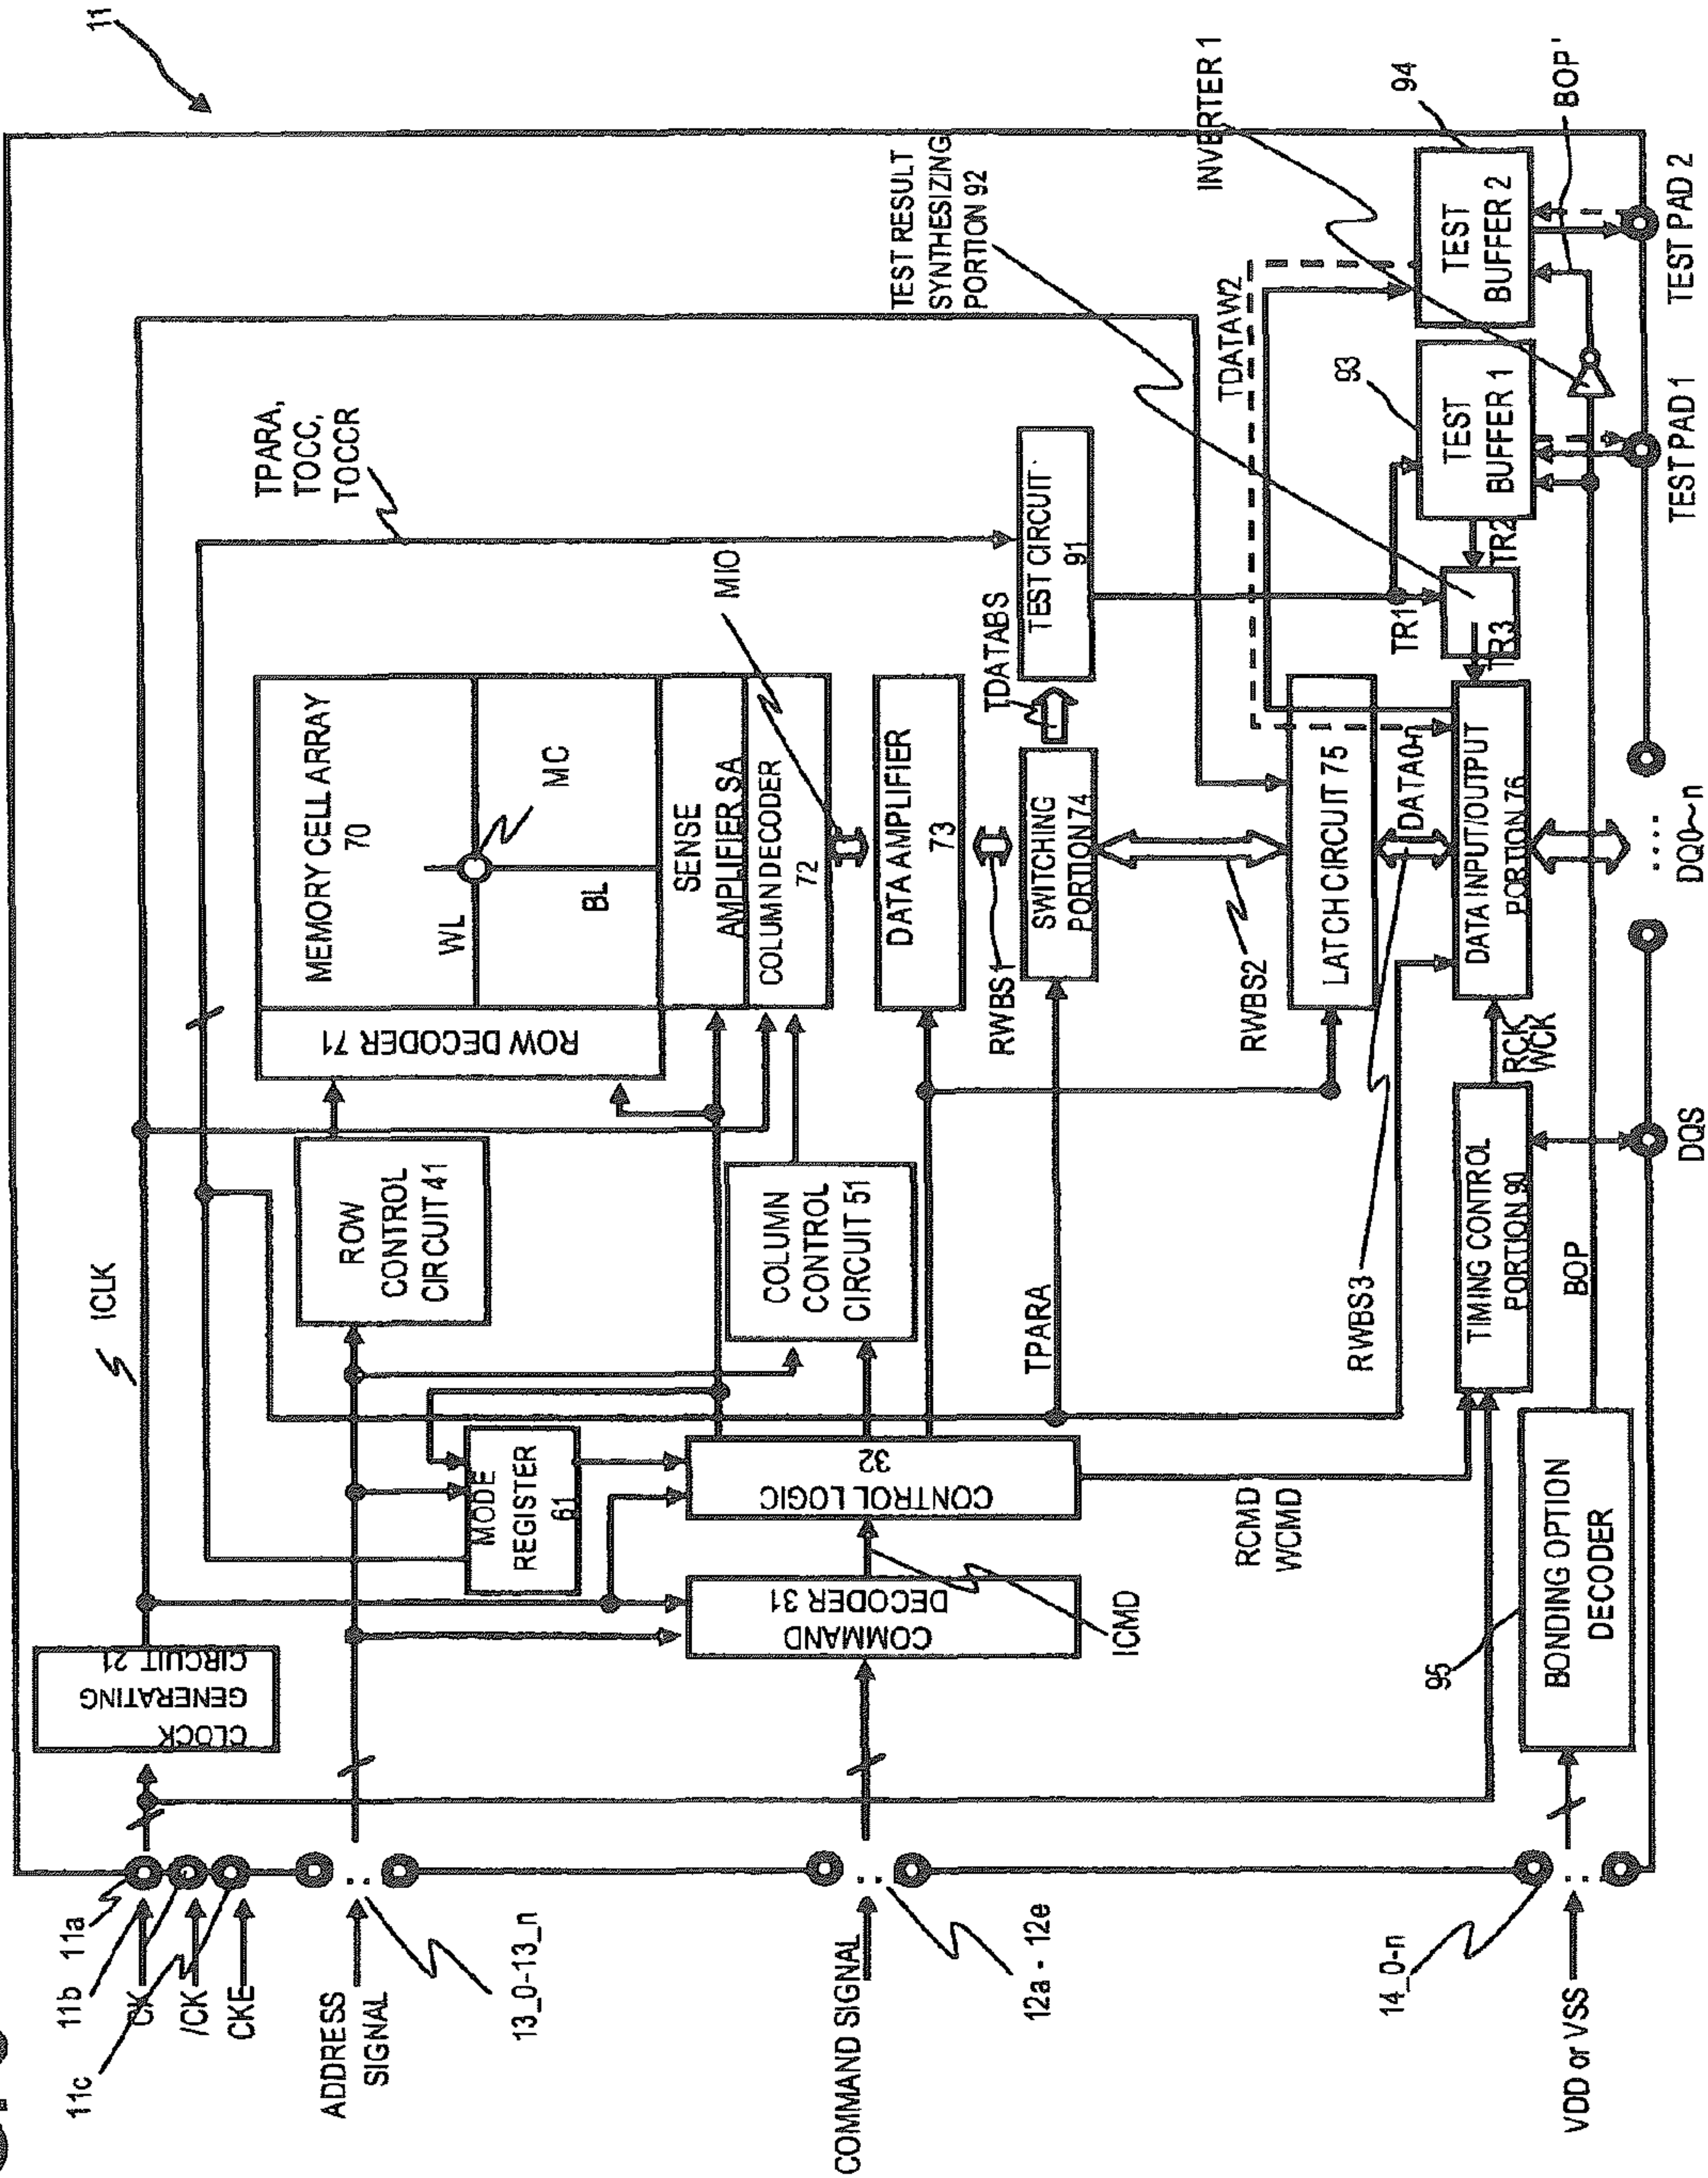 11
11a
11b
11c
CK
/CK
CKE
ADDRESS
SIGNAL
13_0-13_n
COMMAND SIGNAL
12a - 12e
14_0-n
VDD or VSS
CLOCK
GENERATING
CIRCUIT 21
ICLK
MODE
REGISTER
61
COMMAND
DECODER 31
ICMD
CONTROL LOGIC
32
RCMD
WCMD
ROW
CONTROL
CIRCUIT 41
COLUMN
CONTROL
CIRCUIT 51
TPARA
ROW DECODER 71
MEMORY CELL ARRAY
70
WL
MC
BL
SENSE
AMPLIFIER SA
COLUMN DECODER
72
MIO
TPARA,
TOCC,
TOCCR
DATA AMPLIFIER
73
RWBS1
SWITCHING
PORTION 74
TDATABS
TEST CIRCUIT
91
RWBS2
LATCH CIRCUIT 75
RWBS3
DATA0-n
DATA INPUT/OUTPUT
PORTION 76
RCK
WCK
TIMING CONTROL
PORTION 90
TEST RESULT
SYNTHESIZING
PORTION 92
TDATAW2
TR1
TR2
TR3
93
TEST
BUFFER 1
94
TEST
BUFFER 2
INVERTER 1
BOP'
BOP
95
BONDING OPTION
DECODER
DQS
DQ0~n
TEST PAD 1
TEST PAD 2